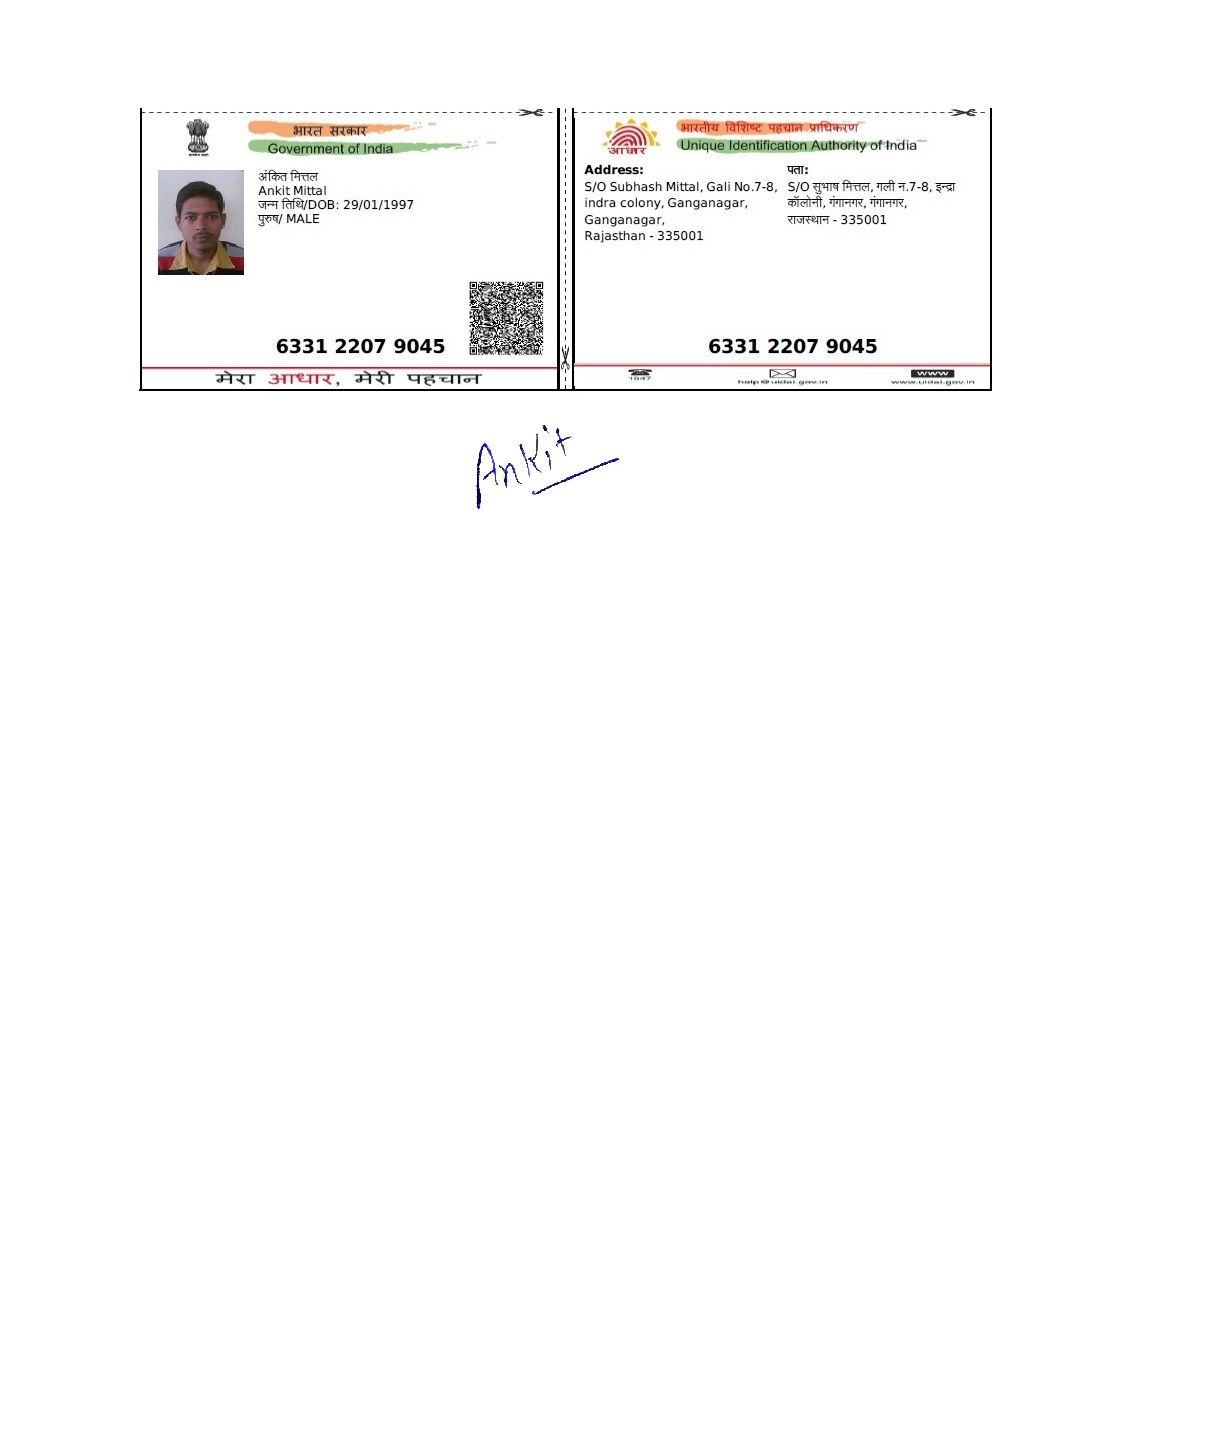 भारत सरकार
Government of India
अंकित मित्तल
Ankit Mittal
जन्म तिथि/DOB: 29/01/1997
पुरुष/ MALE
6331 2207 9045
मेरा आधार, मेरी पहचान
भारतीय विशिष्ट पहचान प्राधिकरण
Unique Identification Authority of India
आधार
Address:
S/O Subhash Mittal, Gali No.7-8,
indra colony, Ganganagar,
Ganganagar,
Rajasthan - 335001
पता:
S/O सुभाष मित्तल, गली न.7-8, इन्द्रा
कॉलोनी, गंगानगर, गंगानगर,
राजस्थान - 335001
6331 2207 9045
1947
help@uidai.gov.in
WWW
www.uidai.gov.in
Ankit